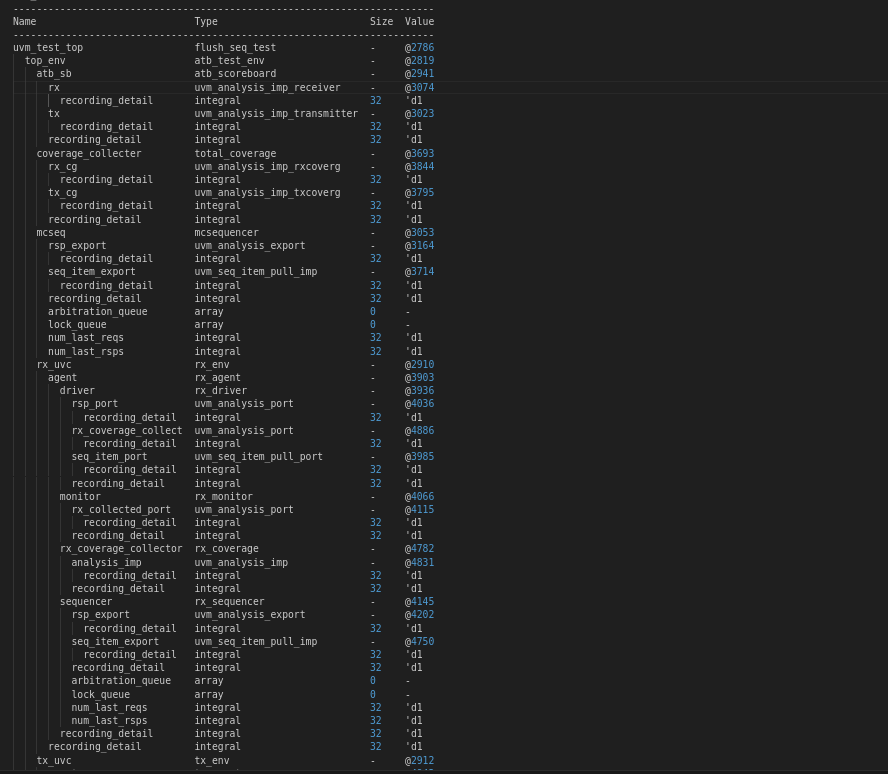 ---------------------------------------------------------------------
Name Type Size Value
---------------------------------------------------------------------
uvm_test_top flush_seq_test - @2786
top_env atb_test_env - @2819
atb_sb atb_scoreboard - @2941
rx uvm_analysis_imp_receiver - @3074
recording_detail integral 32 'd1
tx uvm_analysis_imp_transmitter - @3023
recording_detail integral 32 'd1
recording_detail integral 32 'd1
coverage_collecter total_coverage - @3693
rx_cg uvm_analysis_imp_rxcoverg - @3844
recording_detail integral 32 'd1
tx_cg uvm_analysis_imp_txcoverg - @3795
recording_detail integral 32 'd1
recording_detail integral 32 'd1
mcseq mcsequencer - @3053
rsp_export uvm_analysis_export - @3164
recording_detail integral 32 'd1
seq_item_export uvm_seq_item_pull_imp - @3714
recording_detail integral 32 'd1
recording_detail integral 32 'd1
arbitration_queue array 0 -
lock_queue array 0 -
num_last_reqs integral 32 'd1
num_last_rsps integral 32 'd1
rx_uvc rx_env - @2910
agent rx_agent - @3903
driver rx_driver - @3936
rsp_port uvm_analysis_port - @4036
recording_detail integral 32 'd1
rx_coverage_collect uvm_analysis_port - @4886
recording_detail integral 32 'd1
seq_item_port uvm_seq_item_pull_port - @3985
recording_detail integral 32 'd1
recording_detail integral 32 'd1
monitor rx_monitor - @4066
rx_collected_port uvm_analysis_port - @4115
recording_detail integral 32 'd1
recording_detail integral 32 'd1
rx_coverage_collector rx_coverage - @4782
analysis_imp uvm_analysis_imp - @4831
recording_detail integral 32 'd1
recording_detail integral 32 'd1
sequencer rx_sequencer - @4145
rsp_export uvm_analysis_export - @4202
recording_detail integral 32 'd1
seq_item_export uvm_seq_item_pull_imp - @4750
recording_detail integral 32 'd1
recording_detail integral 32 'd1
arbitration_queue array 0 -
lock_queue array 0 -
num_last_reqs integral 32 'd1
num_last_rsps integral 32 'd1
recording_detail integral 32 'd1
recording_detail integral 32 'd1
tx_uvc tx_env - @2912